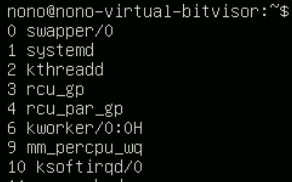 nono@nono-virtual-bitvisor:~$
0 swapper/0
1 systemd
2 kthreadd
3 rcu_gp
4 rcu_par_gp
6 kworker/0:0H
9 mm_percpu_wq
10 ksoftirqd/0